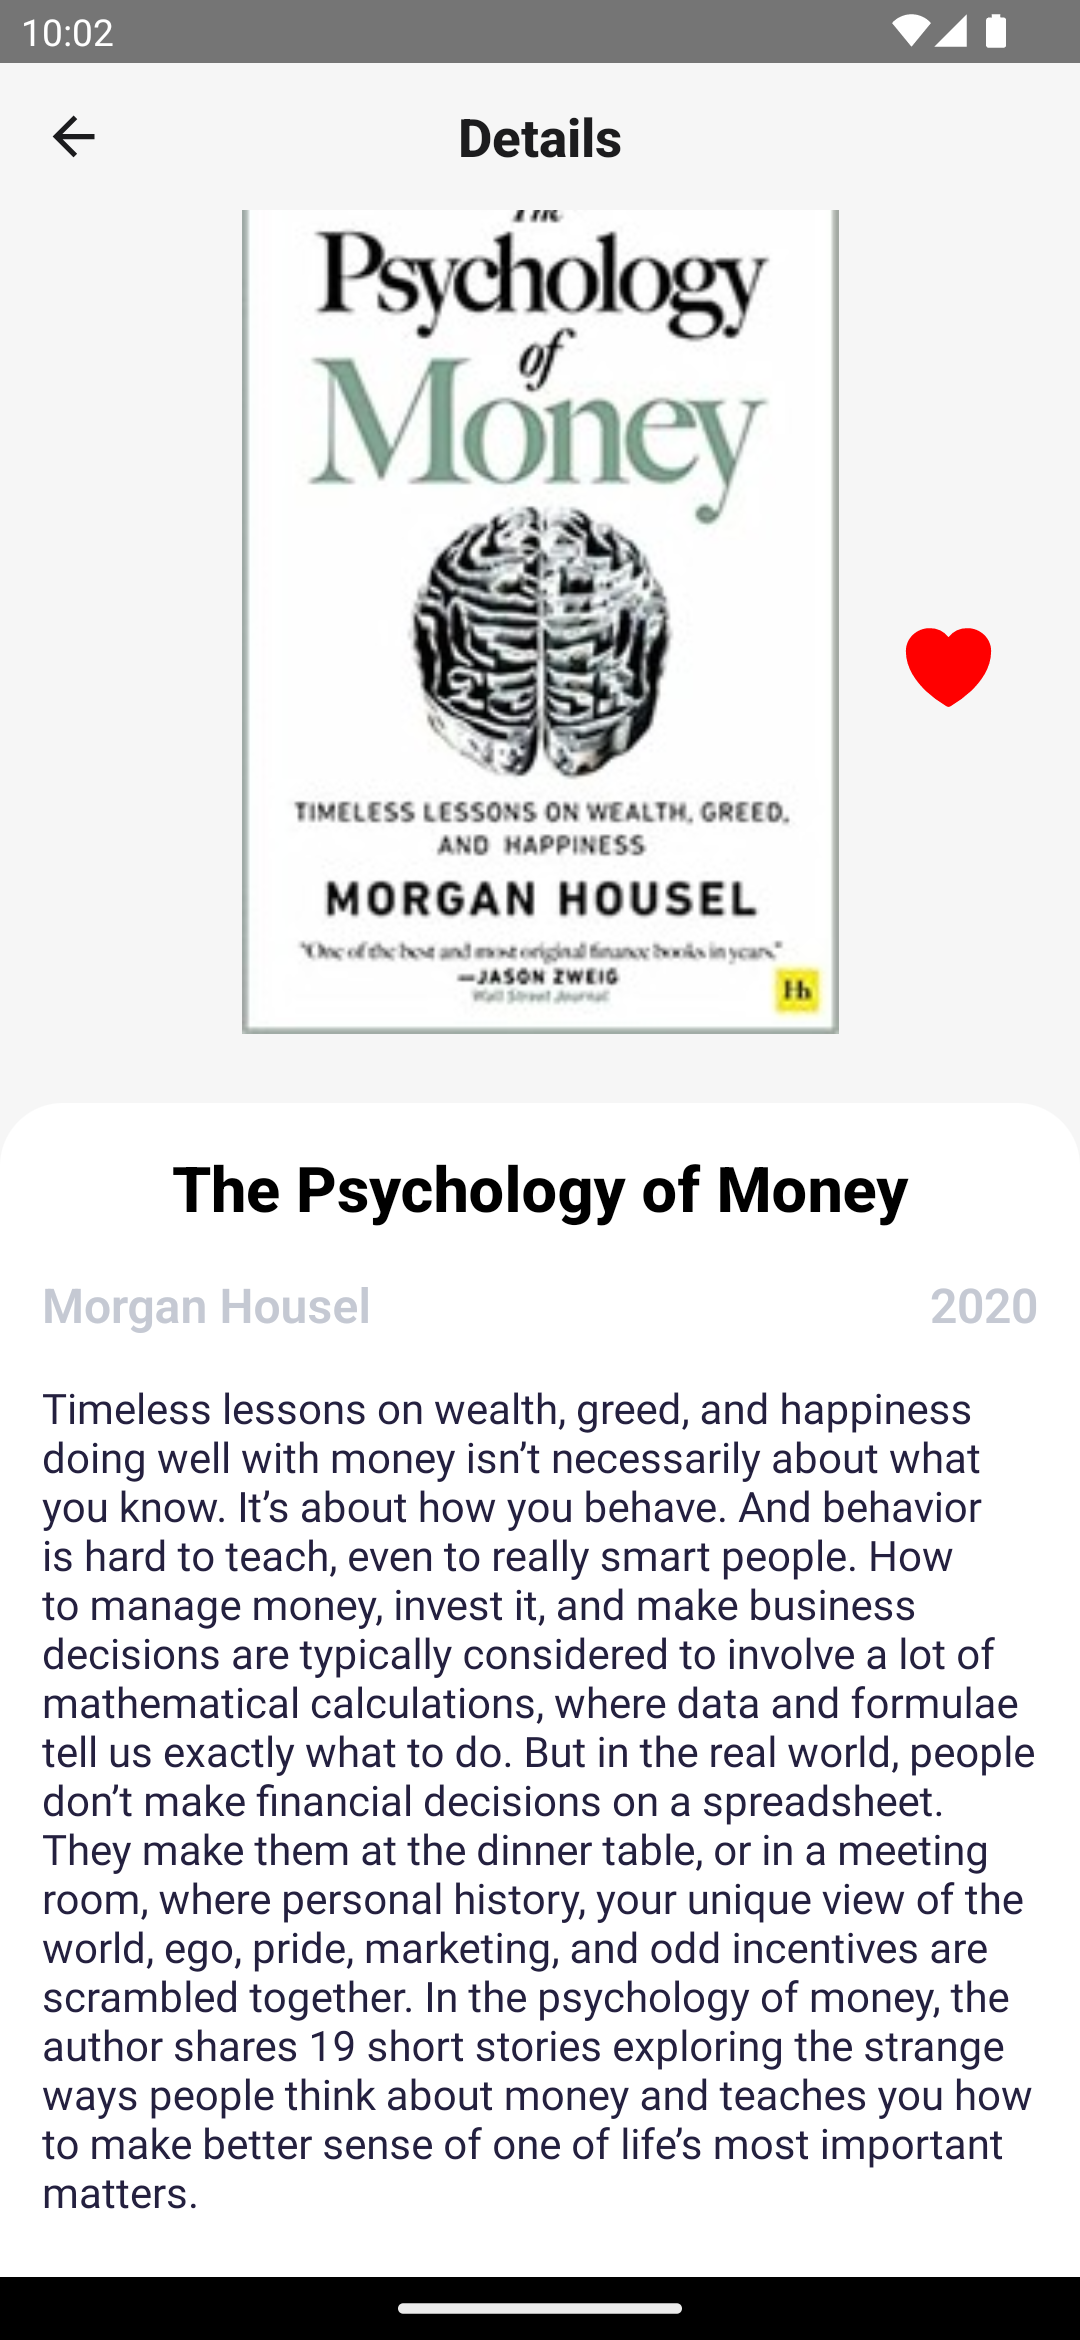 10:02
Details
The
Psychology
of
Money
TIMELESS LESSONS ON WEALTH, GREED,
AND HAPPINESS
MORGAN HOUSEL
"One of the best and most original finance books in years."
—JASON ZWEIG
Wall Street Journal
Hh
The Psychology of Money
Morgan Housel 2020
Timeless lessons on wealth, greed, and happiness
doing well with money isn’t necessarily about what
you know. It’s about how you behave. And behavior
is hard to teach, even to really smart people. How
to manage money, invest it, and make business
decisions are typically considered to involve a lot of
mathematical calculations, where data and formulae
tell us exactly what to do. But in the real world, people
don’t make financial decisions on a spreadsheet.
They make them at the dinner table, or in a meeting
room, where personal history, your unique view of the
world, ego, pride, marketing, and odd incentives are
scrambled together. In the psychology of money, the
author shares 19 short stories exploring the strange
ways people think about money and teaches you how
to make better sense of one of life’s most important
matters.